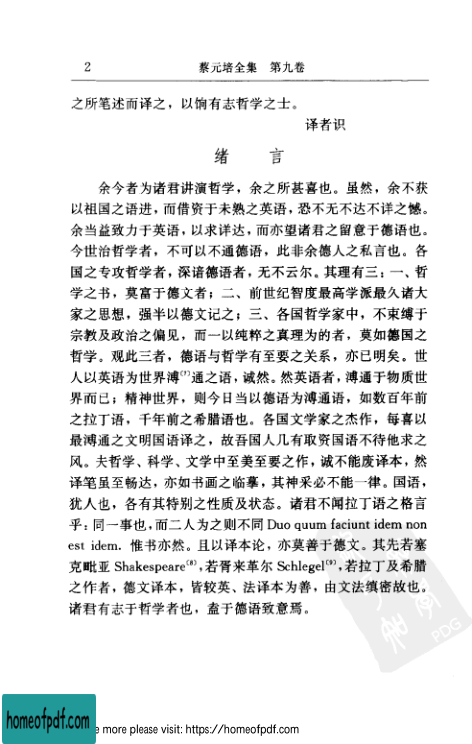 2 蔡元培全集 第九卷
之所笔述而译之，以饷有志哲学之士。
译者识
绪 言
余今者为诸君讲演哲学，余之所甚喜也。虽然，余不获
以祖国之语进，而借资于未熟之英语，恐不无不达不详之憾。
余当益致力于英语，以求详达，而亦望诸君之留意于德语也。
今世治哲学者，不可以不通德语，此非余德人之私言也。各
国之专攻哲学者，深谙德语者，无不云尔。其理有三：一、哲
学之书，莫富于德文者；二、前世纪智度最高学派最久诸大
家之思想，强半以德文记之；三、各国哲学家中，不束缚于
宗教及政治之偏见，而一以纯粹之真理为的者，莫如德国之
哲学。观此三者，德语与哲学有至要之关系，亦已明矣。世
人以英语为世界溥(7)通之语，诚然。然英语者，溥通于物质世
界而已；精神世界，则今日当以德语为溥通语，如数百年前
之拉丁语，千年前之希腊语也。各国文学家之杰作，每喜以
最溥通之文明国语译之，故吾国人几有取资国语不待他求之
风。夫哲学、科学、文学中至美至要之作，诚不能废译本，然
译笔虽至畅达，亦如书画之临摹，其神采必不能一律。国语，
犹人也，各有其特别之性质及状态。诸君不闻拉丁语之格言
乎：同一事也，而二人为之则不同 Duo quum faciunt idem non
est idem. 惟书亦然。且以译本论，亦莫善于德文。其先若塞
克毗亚 Shakespeare(8)，若胥来革尔 Schlegel(9)，若拉丁及希腊
之作者，德文译本，皆较英、法译本为善，由文法缜密故也。
诸君有志于哲学者也，盍于德语致意焉。
PDG
homeofpdf.com
e more please visit: https://homeofpdf.com